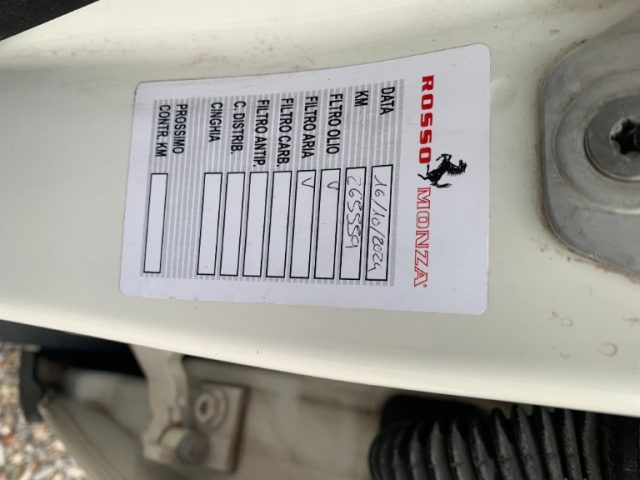 ROSSO MONZA®
DATA 16/10/2024
KM 265559
FLTRO OLIO V
FILTRO ARIA V
FILTRO CARB.
FILTRO ANTIP.
C. DISTRIB.
CINGHIA
PROSSIMO
CONTR. KM